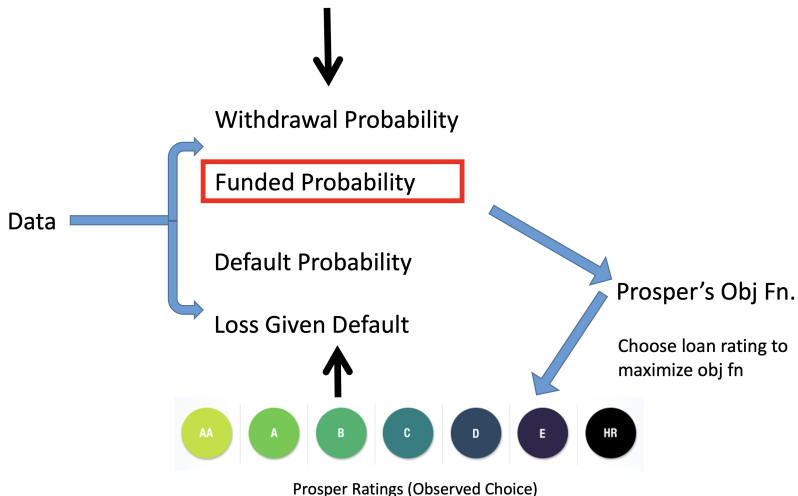 Withdrawal Probability
Funded Probability
Data
Default Probability
Loss Given Default
Prosper's Obj Fn.
Choose loan rating to
maximize obj fn
AA A B C D E HR
Prosper Ratings (Observed Choice)